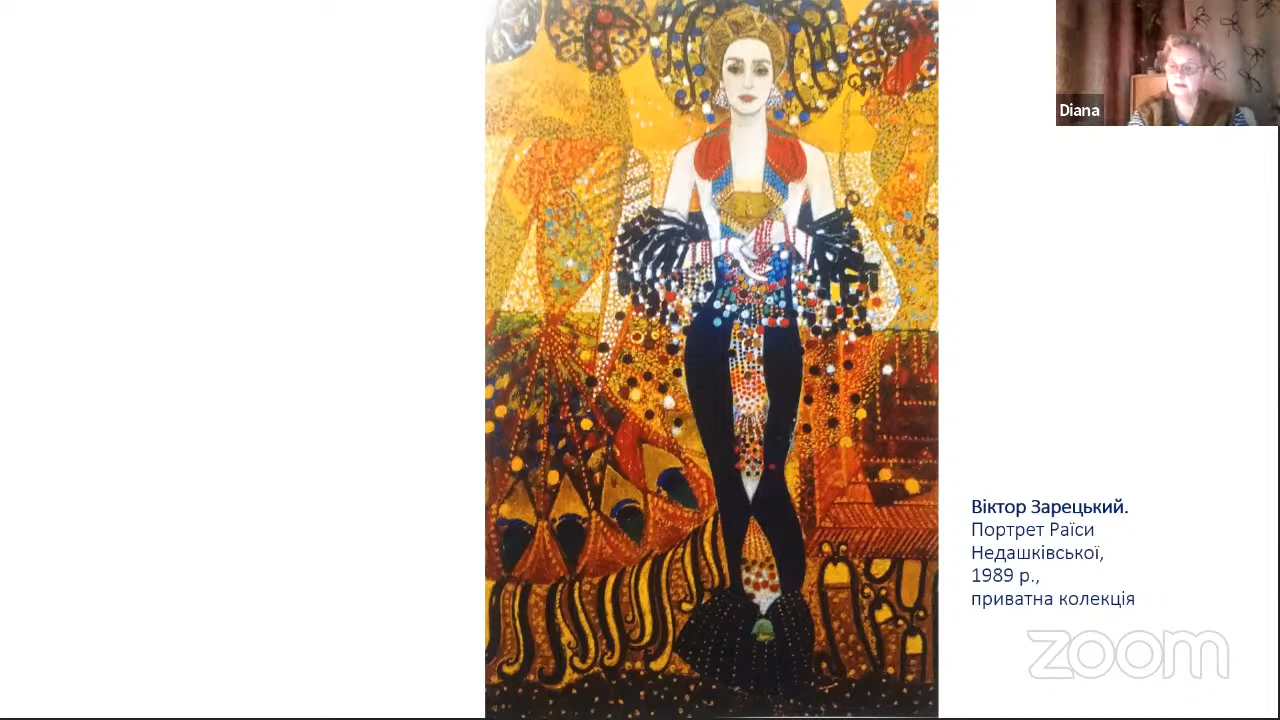 Diana
Віктор Зарецький.
Портрет Раїси
Недашківської,
1989 р.,
приватна колекція
zoom